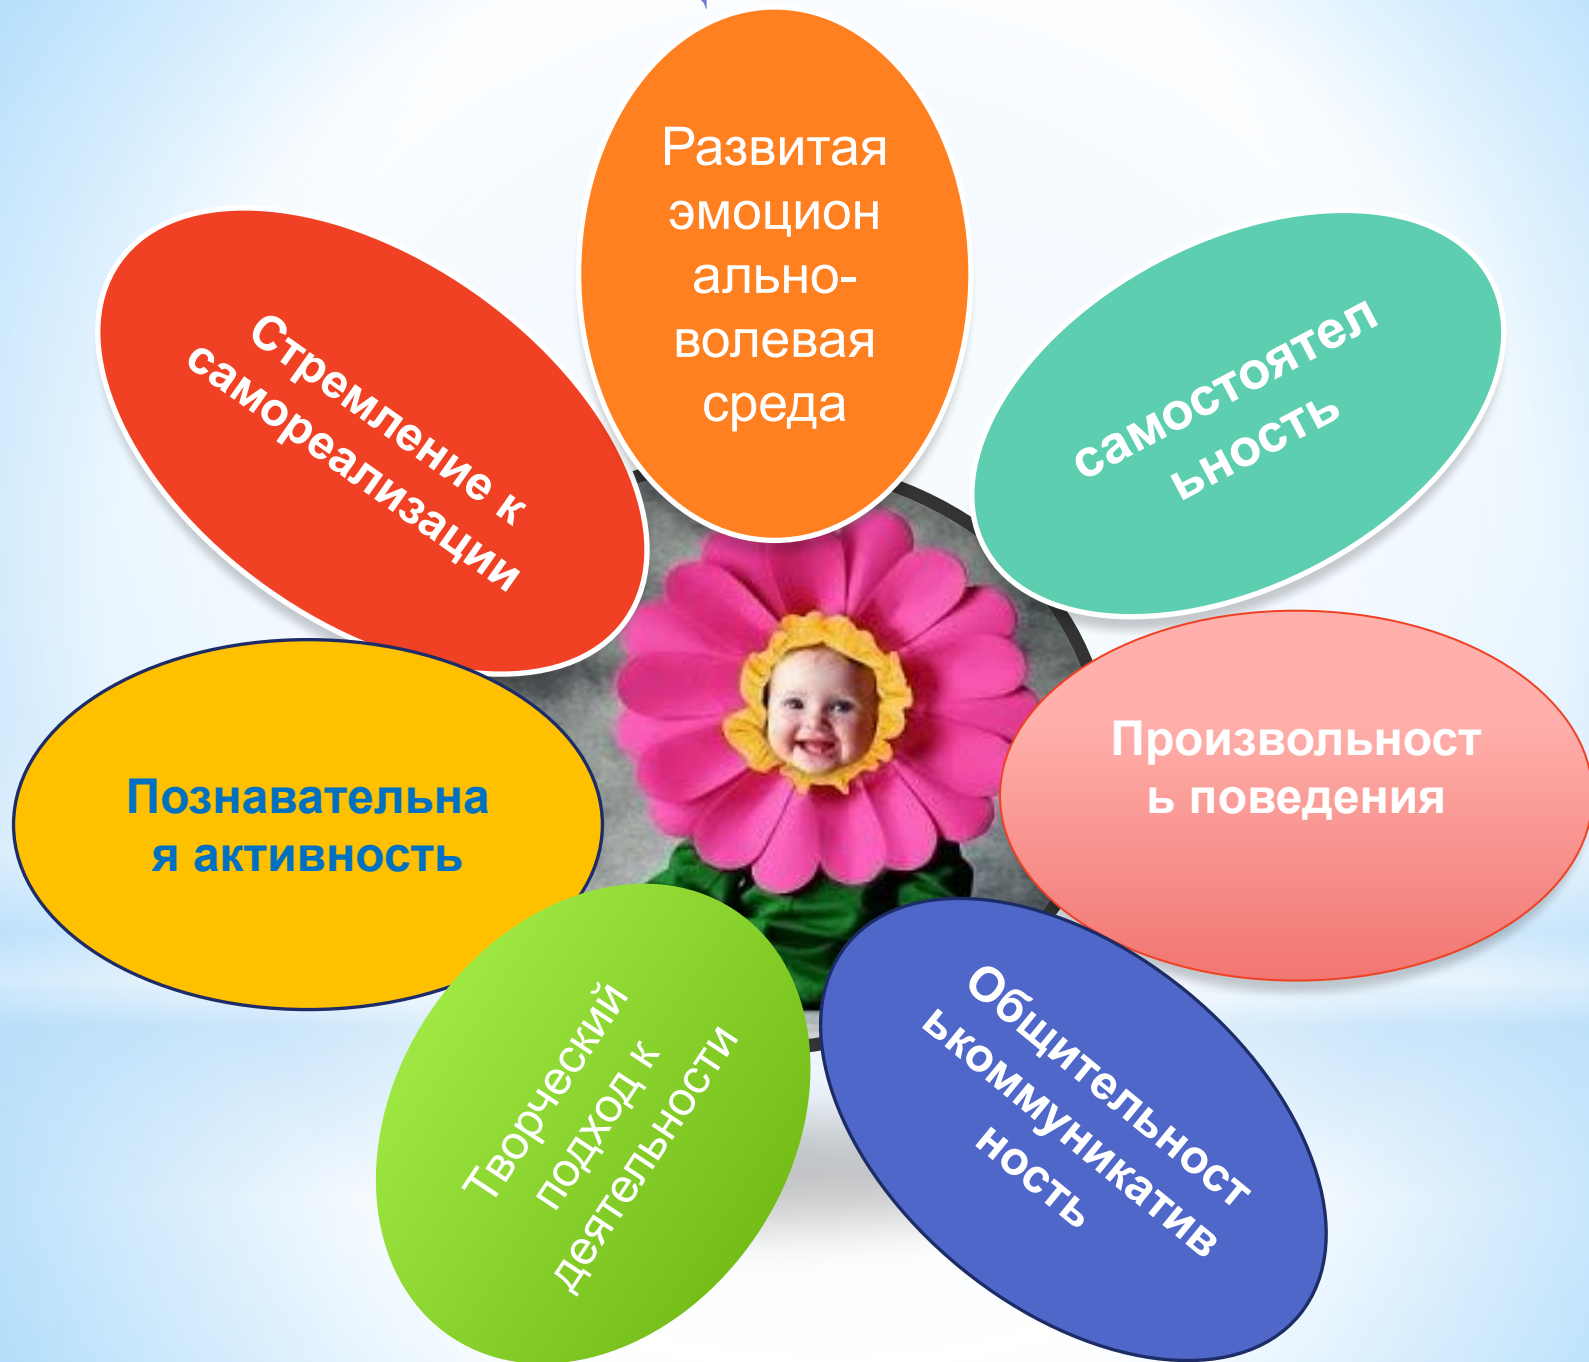 Развитая
эмоцион
ально-
волевая
среда
Стремление к
самореализации
самостоятел
ьность
Познавательна
я активность
Произвольност
ь поведения
Творческий
подход к
деятельности
Общительност
ькоммуникатив
ность